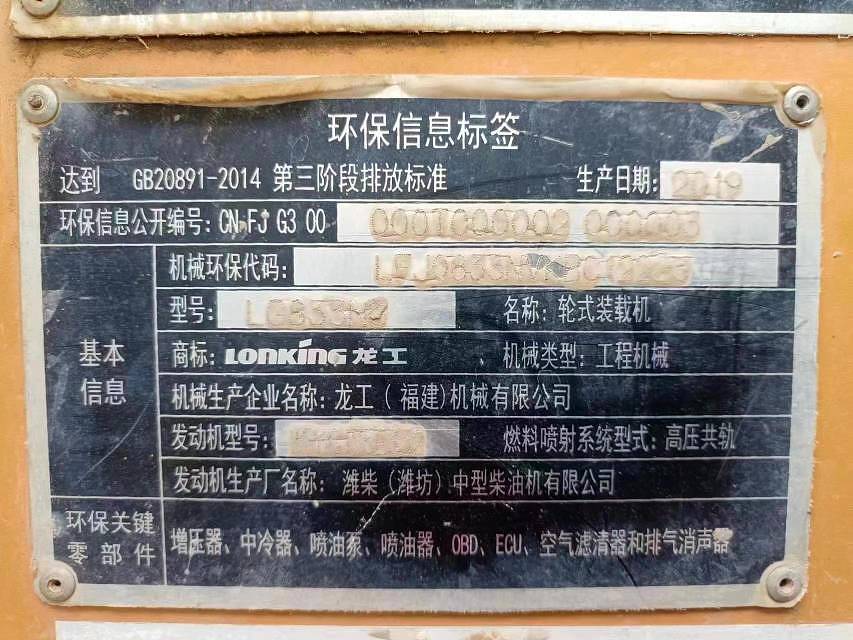 环保信息标签
达到 GB20891-2014 第三阶段排放标准 生产日期: 2019
环保信息公开编号: CN FJ G3 00
机械环保代码:
型号: 名称: 轮式装载机
基本信息
商标: LONKING 龙工 机械类型: 工程机械
机械生产企业名称: 龙工(福建)机械有限公司
发动机型号: 燃料喷射系统型式: 高压共轨
发动机生产厂名称: 潍柴(潍坊)中型柴油机有限公司
环保关键零部件
增压器、中冷器、喷油泵、喷油器、OBD、ECU、空气滤清器和排气消声器